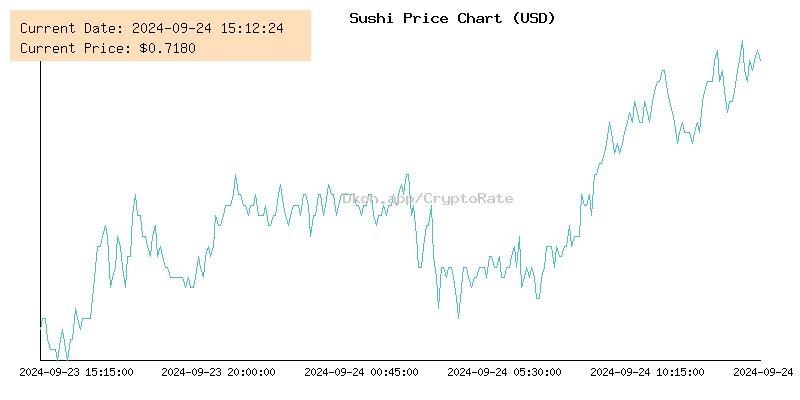 Sushi Price Chart (USD)
Current Date: 2024-09-24 15:12:24
Current Price: $0.7180
Dkon.app/CryptoRate
2024-09-23 15:15:00 2024-09-23 20:00:00 2024-09-24 00:45:00 2024-09-24 05:30:00 2024-09-24 10:15:00 2024-09-24